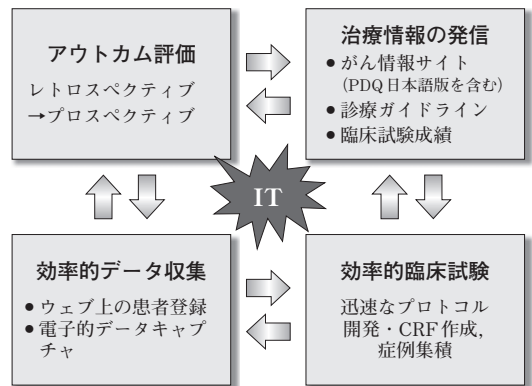 アウトカム評価
レトロスペクティブ
→プロスペクティブ
治療情報の発信
● がん情報サイト
(PDQ日本語版を含む)
● 診療ガイドライン
● 臨床試験成績
IT
効率的データ収集
● ウェブ上の患者登録
● 電子的データキャプ
チャ
効率的臨床試験
迅速なプロトコル
開発・CRF作成,
症例集積